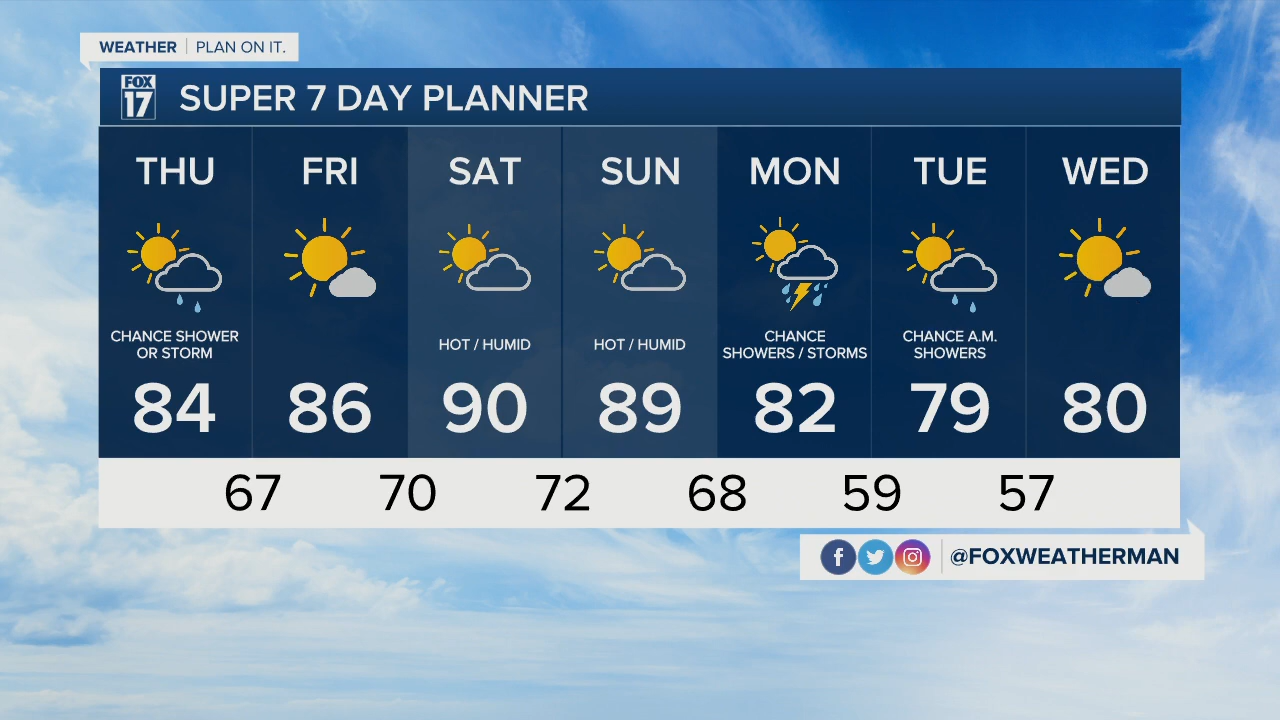 WEATHER | PLAN ON IT.
FOX
17
SUPER 7 DAY PLANNER
THU FRI SAT SUN MON TUE WED
CHANCE SHOWER
OR STORM
HOT / HUMID
HOT / HUMID
CHANCE
SHOWERS / STORMS
CHANCE A.M.
SHOWERS
84 86 90 89 82 79 80
67 70 72 68 59 57
@FOXWEATHERMAN